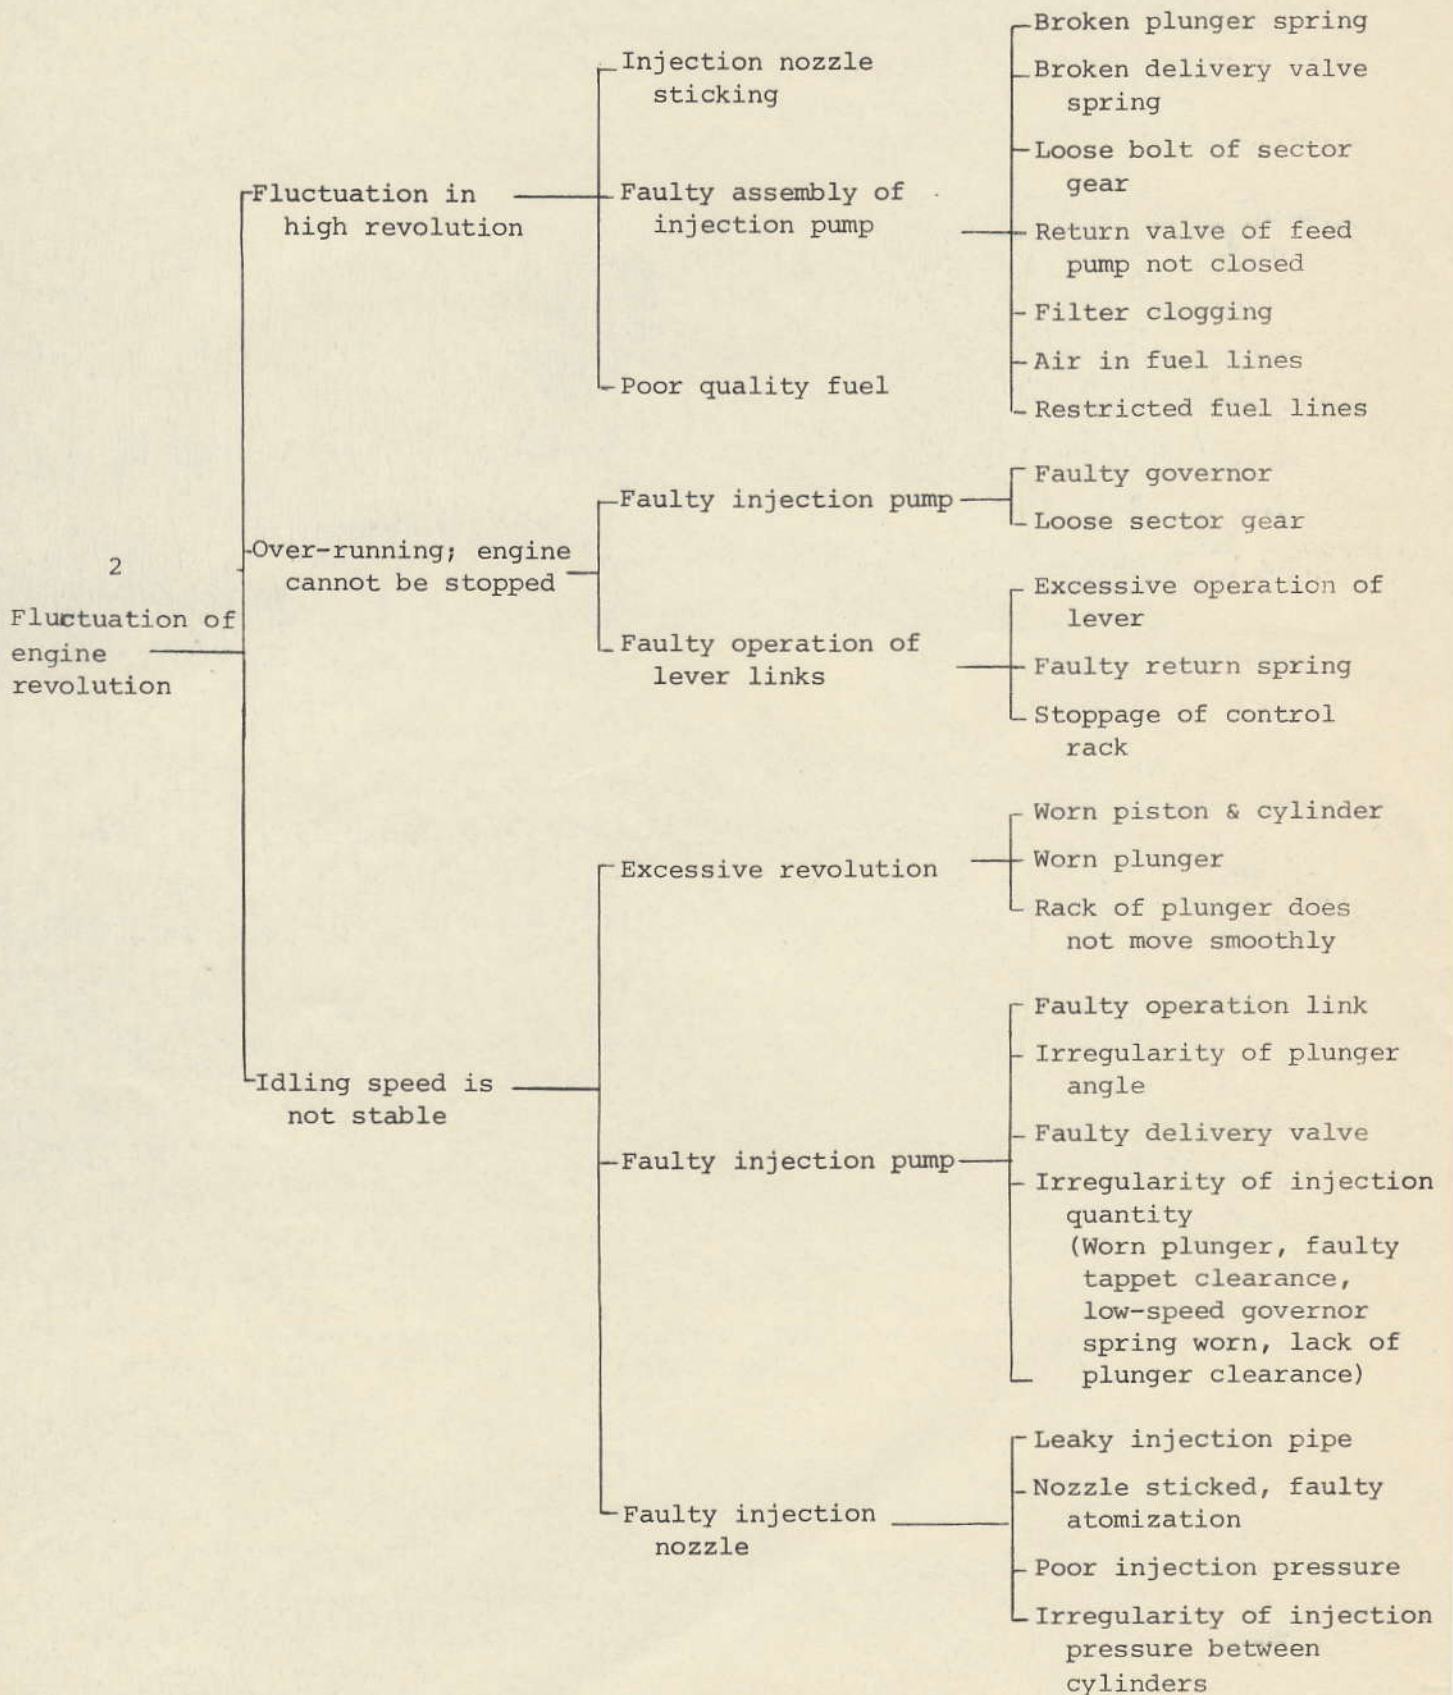 2
Fluctuation of
engine
revolution
Fluctuation in
high revolution
Injection nozzle
sticking
Faulty assembly of
injection pump
Broken plunger spring
Broken delivery valve
spring
Loose bolt of sector
gear
Return valve of feed
pump not closed
Filter clogging
Air in fuel lines
Restricted fuel lines
Poor quality fuel
Over-running; engine
cannot be stopped
Faulty injection pump
Faulty governor
Loose sector gear
Faulty operation of
lever links
Excessive operation of
lever
Faulty return spring
Stoppage of control
rack
Idling speed is
not stable
Excessive revolution
Worn piston & cylinder
Worn plunger
Rack of plunger does
not move smoothly
Faulty injection pump
Faulty operation link
Irregularity of plunger
angle
Faulty delivery valve
Irregularity of injection
quantity
(Worn plunger, faulty
tappet clearance,
low-speed governor
spring worn, lack of
plunger clearance)
Faulty injection
nozzle
Leaky injection pipe
Nozzle sticked, faulty
atomization
Poor injection pressure
Irregularity of injection
pressure between
cylinders